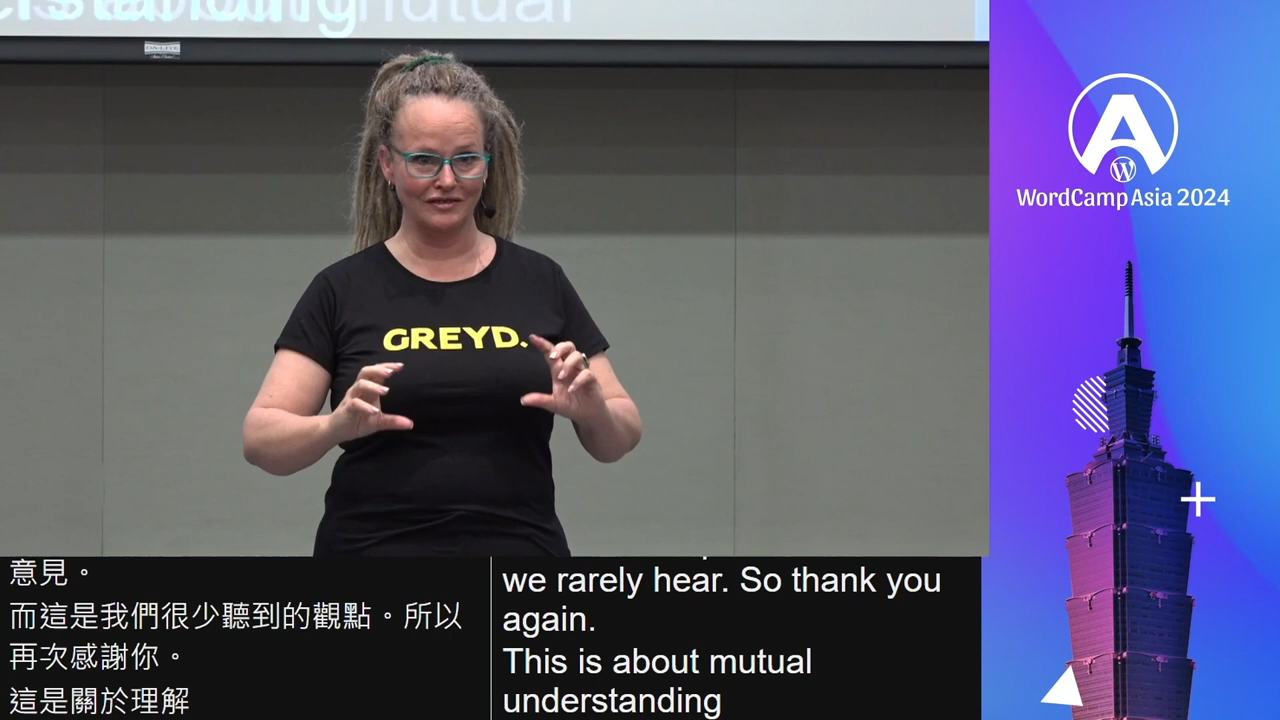 mutual
standing
GREYD.
WordCamp Asia 2024
意見。
而這是我們很少聽到的觀點。所以
再次感謝你。
這是關於理解
we rarely hear. So thank you
again.
This is about mutual
understanding